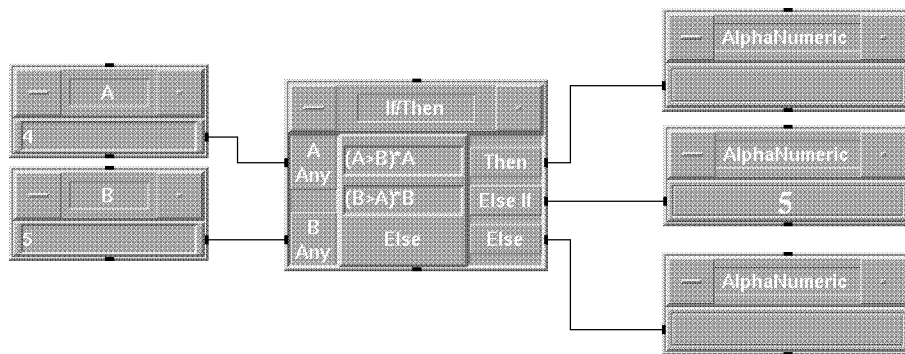 A
4
B
5
If/Then
A
Any
(A>B)*A
Then
(B>A)*B
Else If
B
Any
Else
Else
AlphaNumeric
AlphaNumeric
5
AlphaNumeric